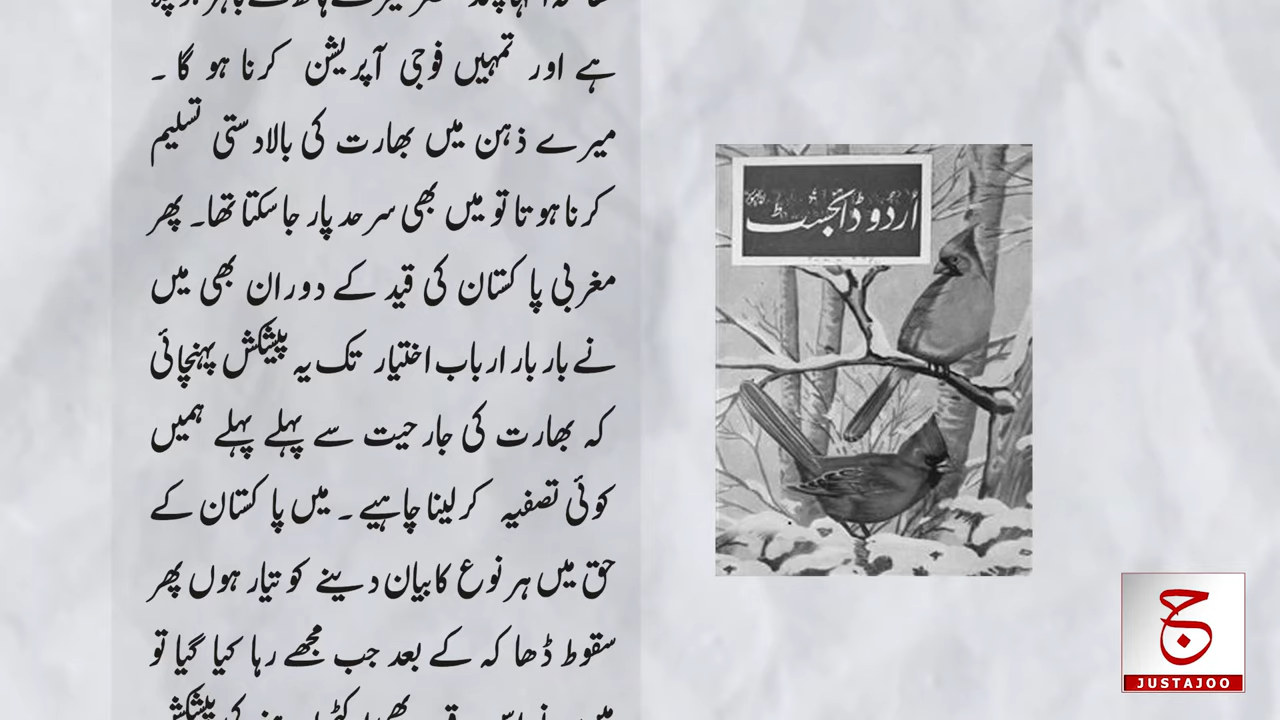 ہے اور تمہیں فوجی آپریشن کرنا ہو گا ۔
میرے ذہن میں بھارت کی بالادستی تسلیم
کرنا ہوتا تو میں بھی سرحد پار جا سکتا تھا۔ پھر
مغربی پاکستان کی قید کے دوران بھی میں
نے بار بار ارباب اختیار تک یہ پیشکش پہنچائی
کہ بھارت کی جارحیت سے پہلے پہلے ہمیں
کوئی تصفیہ کر لینا چاہیے ۔ میں پاکستان کے
حق میں ہر نوع کا بیان دینے کو تیار ہوں پھر
سقوط ڈھاکہ کے بعد جب مجھے رہا کیا گیا تو
اردو ڈائجسٹ
ج
JUSTAJOO